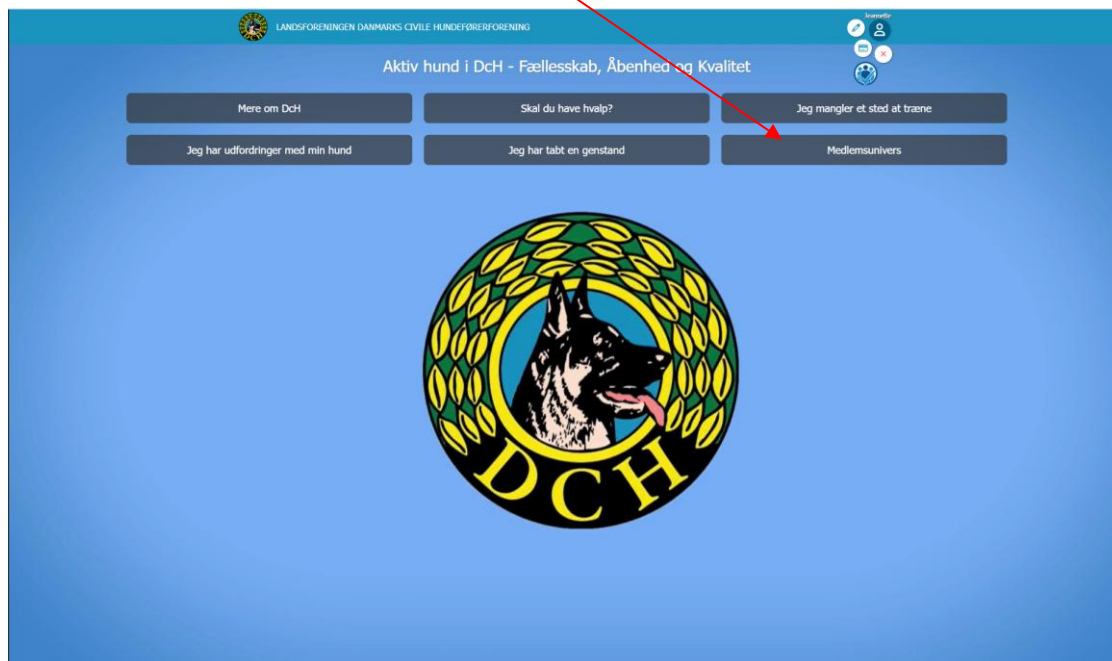 Jeannette
LANDSFORENINGEN DANMARKS CIVILE HUNDEFØRERFORENING
Aktiv hund i DcH - Fællesskab, Åbenhed og Kvalitet
Mere om DcH
Skal du have hvalp?
Jeg mangler et sted at træne
Jeg har udfordringer med min hund
Jeg har tabt en genstand
Medlemsunivers
DCH